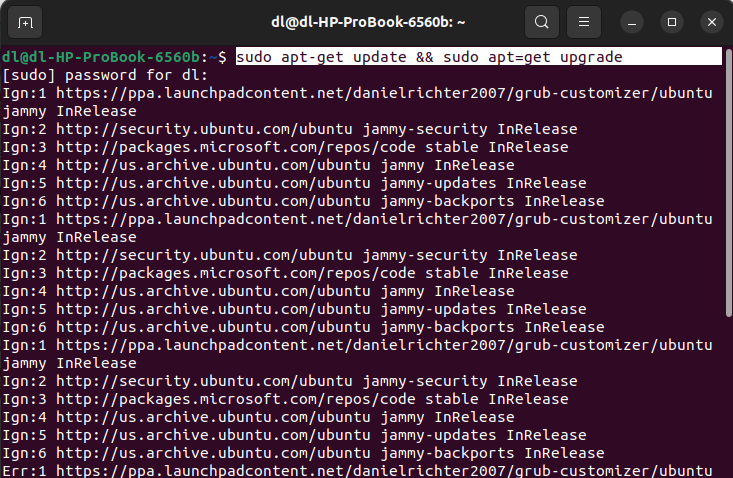 dl@dl-HP-ProBook-6560b: ~
dl@dl-HP-ProBook-6560b:~$ sudo apt-get update && sudo apt=get upgrade
[sudo] password for dl:
Ign:1 https://ppa.launchpadcontent.net/danielrichter2007/grub-customizer/ubuntu
jammy InRelease
Ign:2 http://security.ubuntu.com/ubuntu jammy-security InRelease
Ign:3 http://packages.microsoft.com/repos/code stable InRelease
Ign:4 http://us.archive.ubuntu.com/ubuntu jammy InRelease
Ign:5 http://us.archive.ubuntu.com/ubuntu jammy-updates InRelease
Ign:6 http://us.archive.ubuntu.com/ubuntu jammy-backports InRelease
Ign:1 https://ppa.launchpadcontent.net/danielrichter2007/grub-customizer/ubuntu
jammy InRelease
Ign:2 http://security.ubuntu.com/ubuntu jammy-security InRelease
Ign:3 http://packages.microsoft.com/repos/code stable InRelease
Ign:4 http://us.archive.ubuntu.com/ubuntu jammy InRelease
Ign:5 http://us.archive.ubuntu.com/ubuntu jammy-updates InRelease
Ign:6 http://us.archive.ubuntu.com/ubuntu jammy-backports InRelease
Ign:1 https://ppa.launchpadcontent.net/danielrichter2007/grub-customizer/ubuntu
jammy InRelease
Ign:2 http://security.ubuntu.com/ubuntu jammy-security InRelease
Ign:3 http://packages.microsoft.com/repos/code stable InRelease
Ign:4 http://us.archive.ubuntu.com/ubuntu jammy InRelease
Ign:5 http://us.archive.ubuntu.com/ubuntu jammy-updates InRelease
Ign:6 http://us.archive.ubuntu.com/ubuntu jammy-backports InRelease
Err:1 https://ppa.launchpadcontent.net/danielrichter2007/grub-customizer/ubuntu